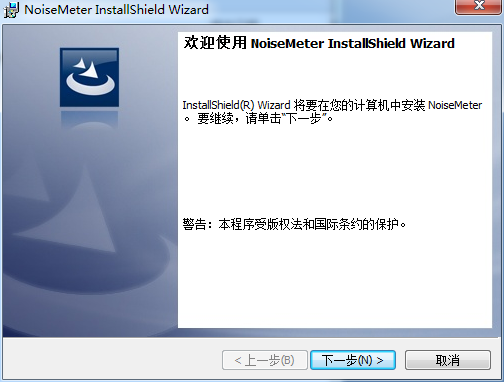 NoiseMeter InstallShield Wizard
欢迎使用 NoiseMeter InstallShield Wizard
InstallShield(R) Wizard 将要在您的计算机中安装 NoiseMeter
。 要继续，请单击“下一步”。
警告：本程序受版权法和国际条约的保护。
< 上一步(B)
下一步(N) >
取消